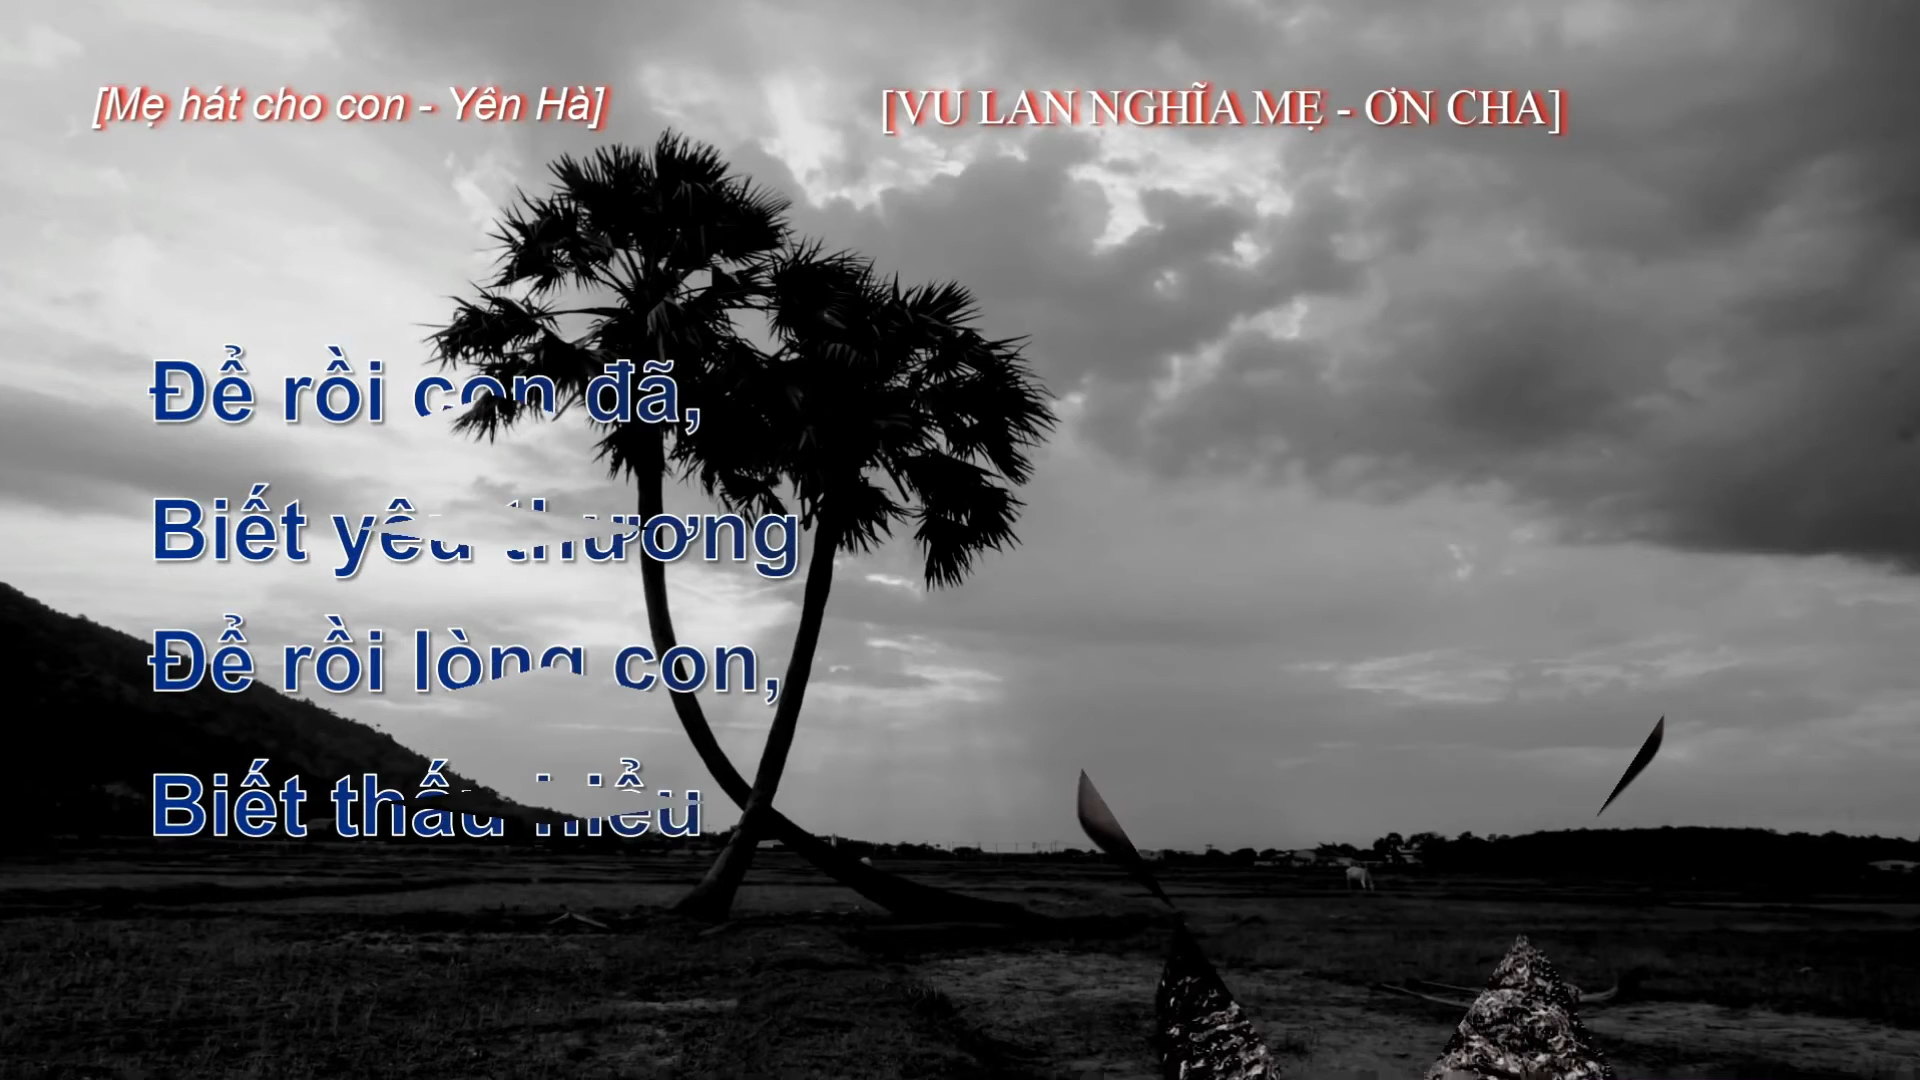 [Mẹ hát cho con - Yên Hà]
[VU LAN NGHĨA MẸ - ƠN CHA]
Để rồi con đã,
Biết yêu thương
Để rồi lòng con,
Biết thấu hiểu